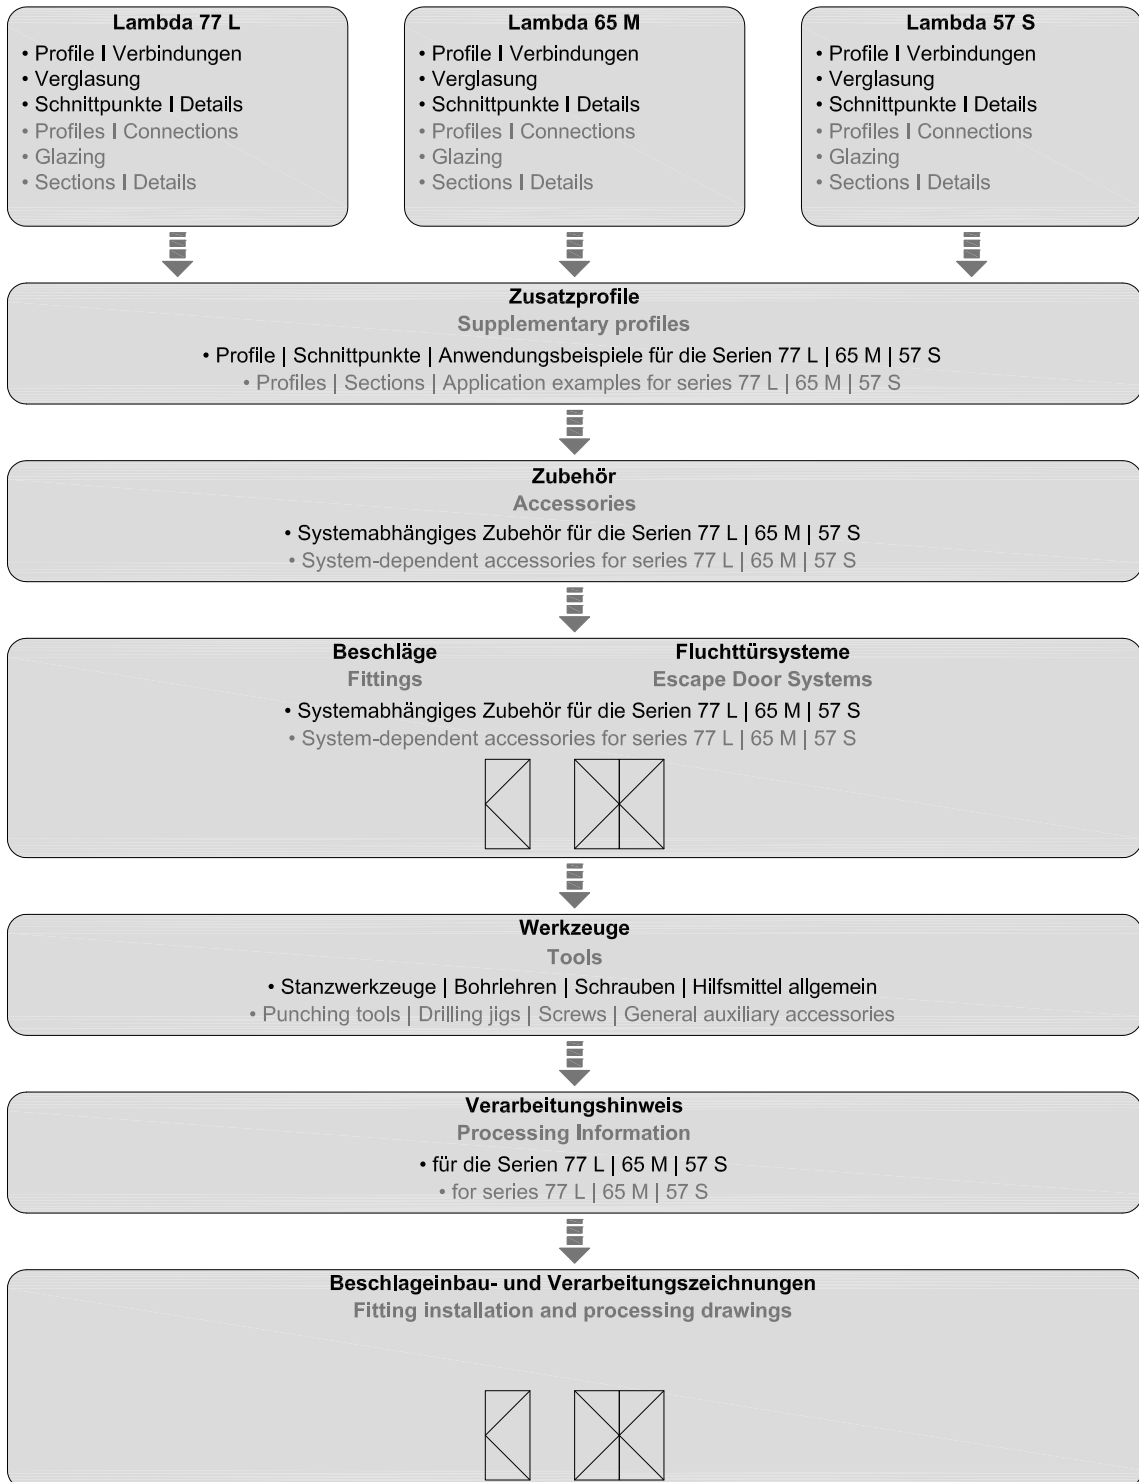 Lambda 77 L
• Profile I Verbindungen
• Verglasung
• Schnittpunkte I Details
• Profiles I Connections
• Glazing
• Sections I Details
Lambda 65 M
• Profile I Verbindungen
• Verglasung
• Schnittpunkte I Details
• Profiles I Connections
• Glazing
• Sections I Details
Lambda 57 S
• Profile I Verbindungen
• Verglasung
• Schnittpunkte I Details
• Profiles I Connections
• Glazing
• Sections I Details
Zusatzprofile
Supplementary profiles
• Profile | Schnittpunkte | Anwendungsbeispiele für die Serien 77 L | 65 M | 57 S
• Profiles | Sections | Application examples for series 77 L | 65 M | 57 S
Zubehör
Accessories
• Systemabhängiges Zubehör für die Serien 77 L | 65 M | 57 S
• System-dependent accessories for series 77 L | 65 M | 57 S
Beschläge
Fittings
Fluchttürsysteme
Escape Door Systems
• Systemabhängiges Zubehör für die Serien 77 L | 65 M | 57 S
• System-dependent accessories for series 77 L | 65 M | 57 S
Werkzeuge
Tools
• Stanzwerkzeuge | Bohrlehren | Schrauben | Hilfsmittel allgemein
• Punching tools | Drilling jigs | Screws | General auxiliary accessories
Verarbeitungshinweis
Processing Information
• für die Serien 77 L | 65 M | 57 S
• for series 77 L | 65 M | 57 S
Beschlageinbau- und Verarbeitungszeichnungen
Fitting installation and processing drawings